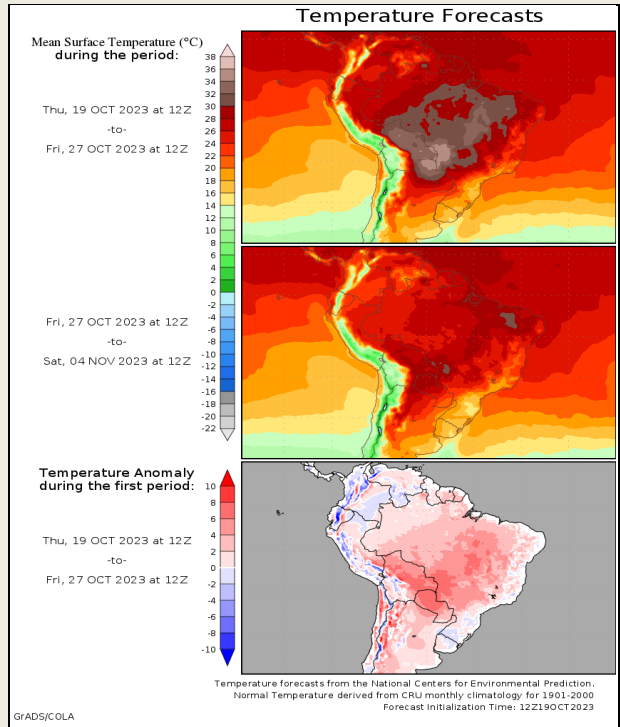 Temperature Forecasts
Mean Surface Temperature (°C)
during the period:
Thu, 19 OCT 2023 at 12Z
-to-
Fri, 27 OCT 2023 at 12Z
38
36
34
32
30
28
26
24
22
20
18
16
14
12
10
8
6
4
2
0
-2
-4
-6
-8
-10
-12
-14
-16
-18
-20
-22
Fri, 27 OCT 2023 at 12Z
-to-
Sat, 04 NOV 2023 at 12Z
Temperature Anomaly
during the first period:
Thu, 19 OCT 2023 at 12Z
-to-
Fri, 27 OCT 2023 at 12Z
10
8
6
4
2
0
-2
-4
-6
-8
-10
Temperature forecasts from the National Centers for Environmental Prediction.
Normal Temperature derived from CRU monthly climatology for 1901-2000
Forecast Initialization Time: 12Z19OCT2023
GrADS/COLA